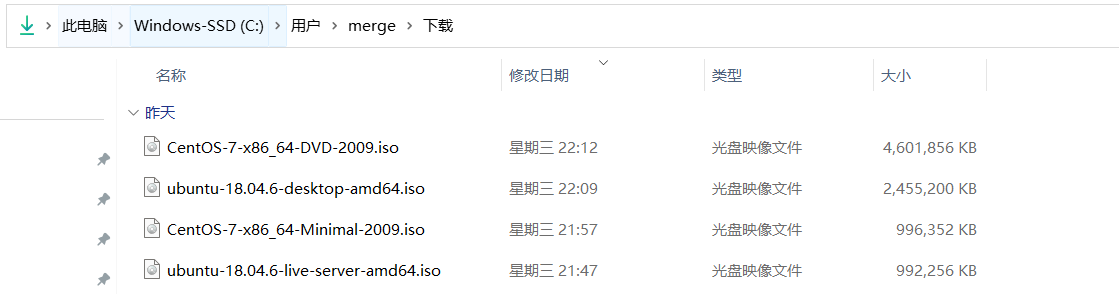 此电脑 > Windows-SSD (C:) > 用户 > merge > 下载
名称 修改日期 类型 大小
昨天
CentOS-7-x86_64-DVD-2009.iso 星期三 22:12 光盘映像文件 4,601,856 KB
ubuntu-18.04.6-desktop-amd64.iso 星期三 22:09 光盘映像文件 2,455,200 KB
CentOS-7-x86_64-Minimal-2009.iso 星期三 21:57 光盘映像文件 996,352 KB
ubuntu-18.04.6-live-server-amd64.iso 星期三 21:47 光盘映像文件 992,256 KB